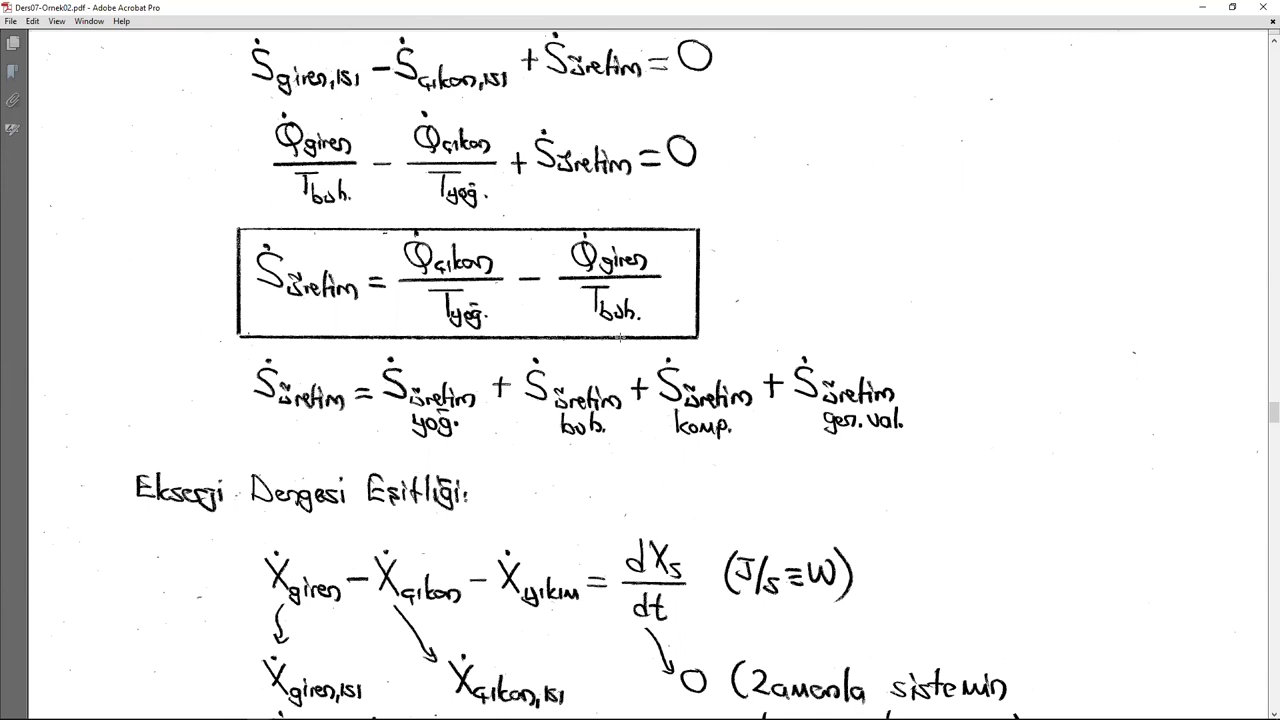 Ders07-Ornek02.pdf - Adobe Acrobat Pro
File Edit View Window Help
Ṡgiren,ısı − Ṡçıkan,ısı + Ṡüretim = 0
Q̇giren/Tbuh. − Q̇çıkan/Tyoğ. + Ṡüretim = 0
Ṡüretim = Q̇çıkan/Tyoğ. − Q̇giren/Tbuh.
Ṡüretim = Ṡüretim yoğ. + Ṡüretim buh. + Ṡüretim komp. + Ṡüretim gen. val.
Ekserji Dengesi Eşitliği:
Ẋgiren − Ẋçıkan − Ẋyıkım = dXs/dt (J/s ≡ W)
Ẋgiren,ısı Ẋçıkan,ısı 0 (Zamanla sistemin